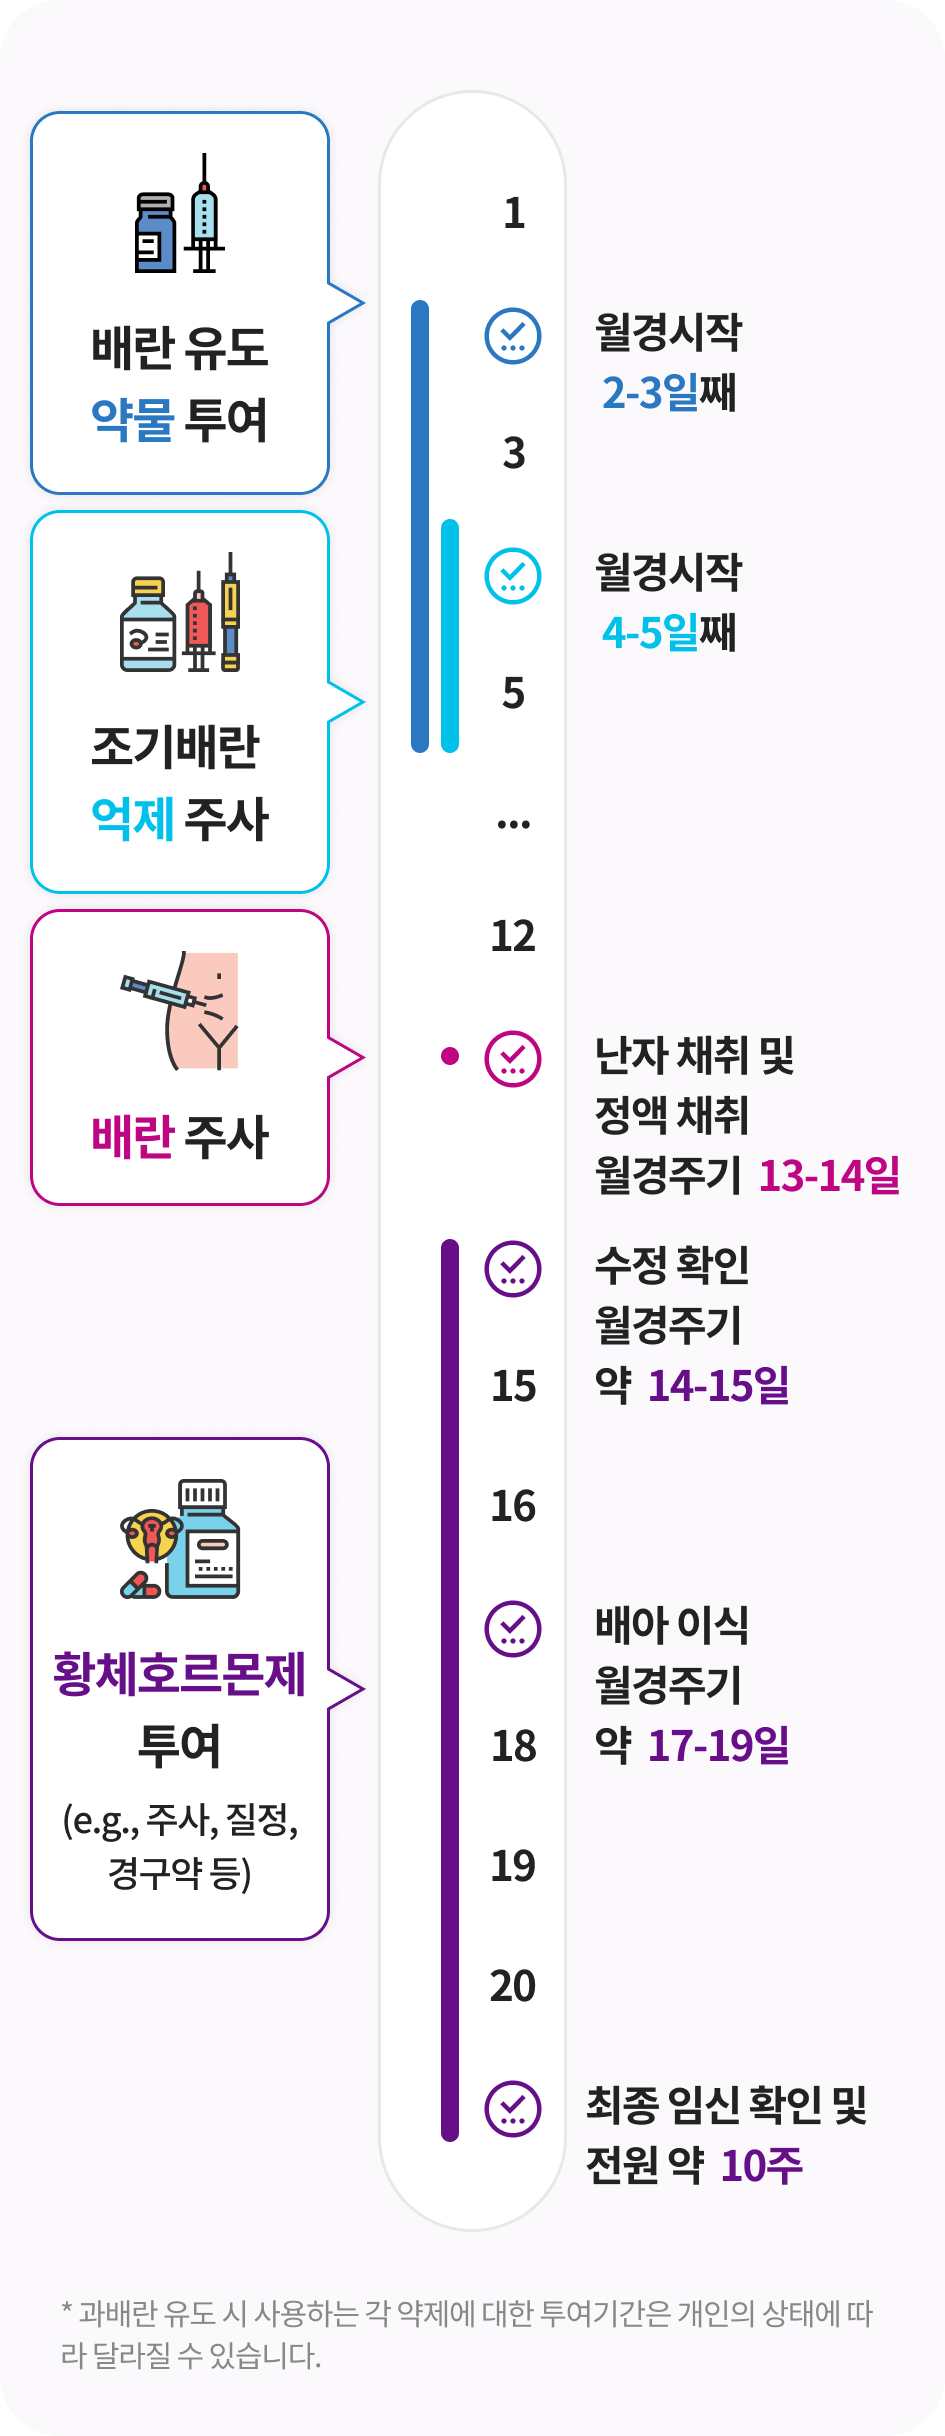 배란 유도
약물 투여
조기배란
억제 주사
배란 주사
황체호르몬제
투여
(e.g., 주사, 질정,
경구약 등)
1
월경시작
2-3일째
3
월경시작
4-5일째
5
...
12
난자 채취 및
정액 채취
월경주기 13-14일
수정 확인
월경주기
약 14-15일
15
16
배아 이식
월경주기
약 17-19일
18
19
20
최종 임신 확인 및
전원 약 10주
* 과배란 유도 시 사용하는 각 약제에 대한 투여기간은 개인의 상태에 따
라 달라질 수 있습니다.